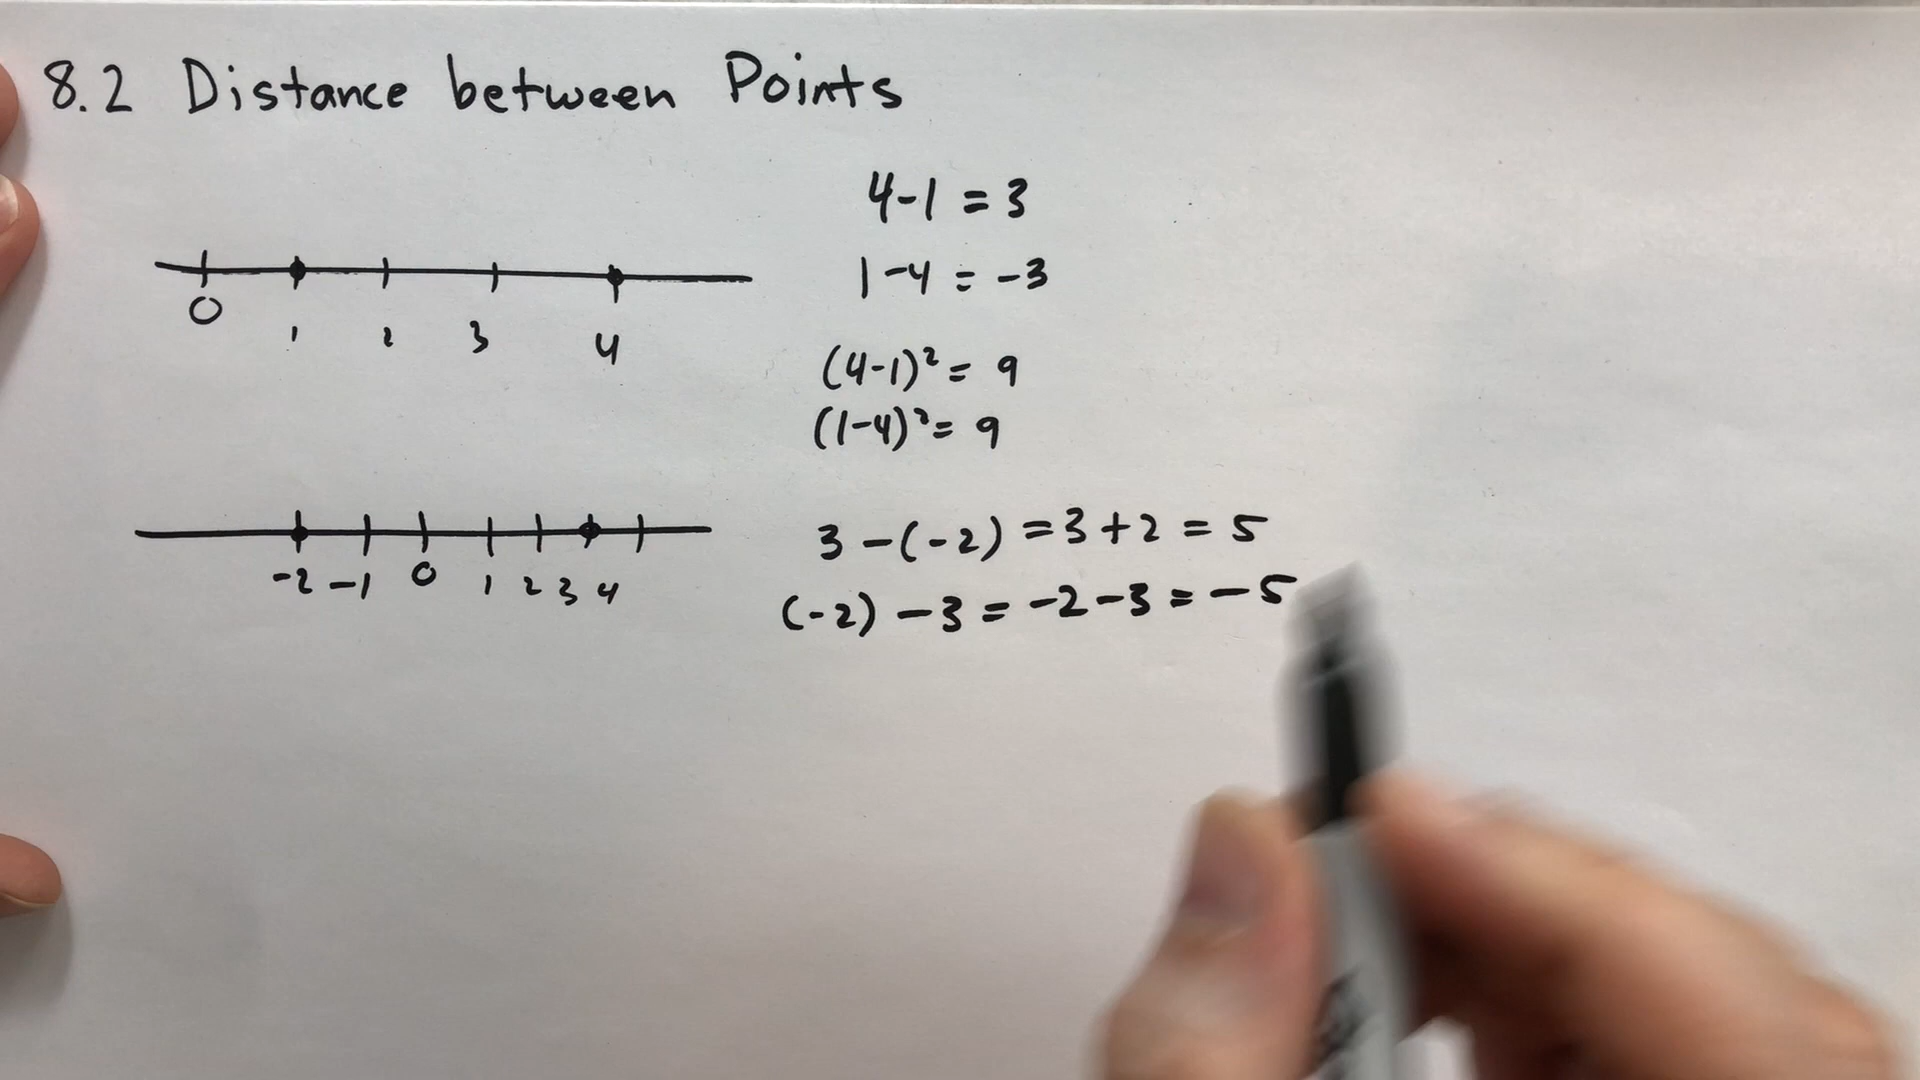 8.2 Distance between Points
4-1 = 3
1-4 = -3
0 1 2 3 4
(4-1)² = 9
(1-4)² = 9
3-(-2) = 3+2 = 5
-2 -1 0 1 2 3 4
(-2) -3 = -2-3 = -5